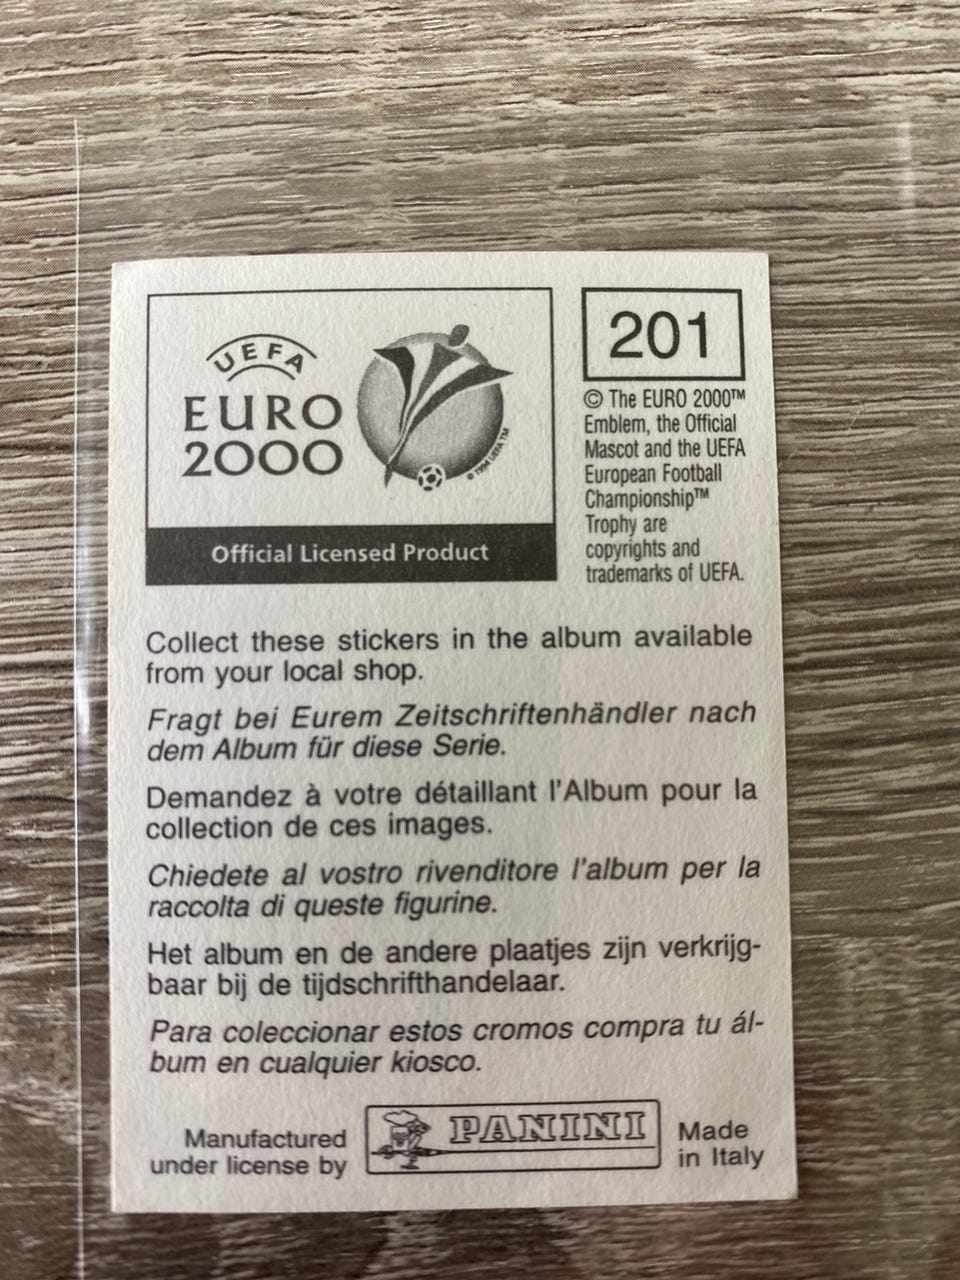 UEFA
EURO
2000
© 1994 UEFA TM
Official Licensed Product
201
© The EURO 2000™
Emblem, the Official
Mascot and the UEFA
European Football
Championship™
Trophy are
copyrights and
trademarks of UEFA.
Collect these stickers in the album available
from your local shop.
Fragt bei Eurem Zeitschriftenhändler nach
dem Album für diese Serie.
Demandez à votre détaillant l'Album pour la
collection de ces images.
Chiedete al vostro rivenditore l'album per la
raccolta di queste figurine.
Het album en de andere plaatjes zijn verkrijg-
baar bij de tijdschrifthandelaar.
Para coleccionar estos cromos compra tu ál-
bum en cualquier kiosco.
Manufactured
under license by
PANINI
Made
in Italy